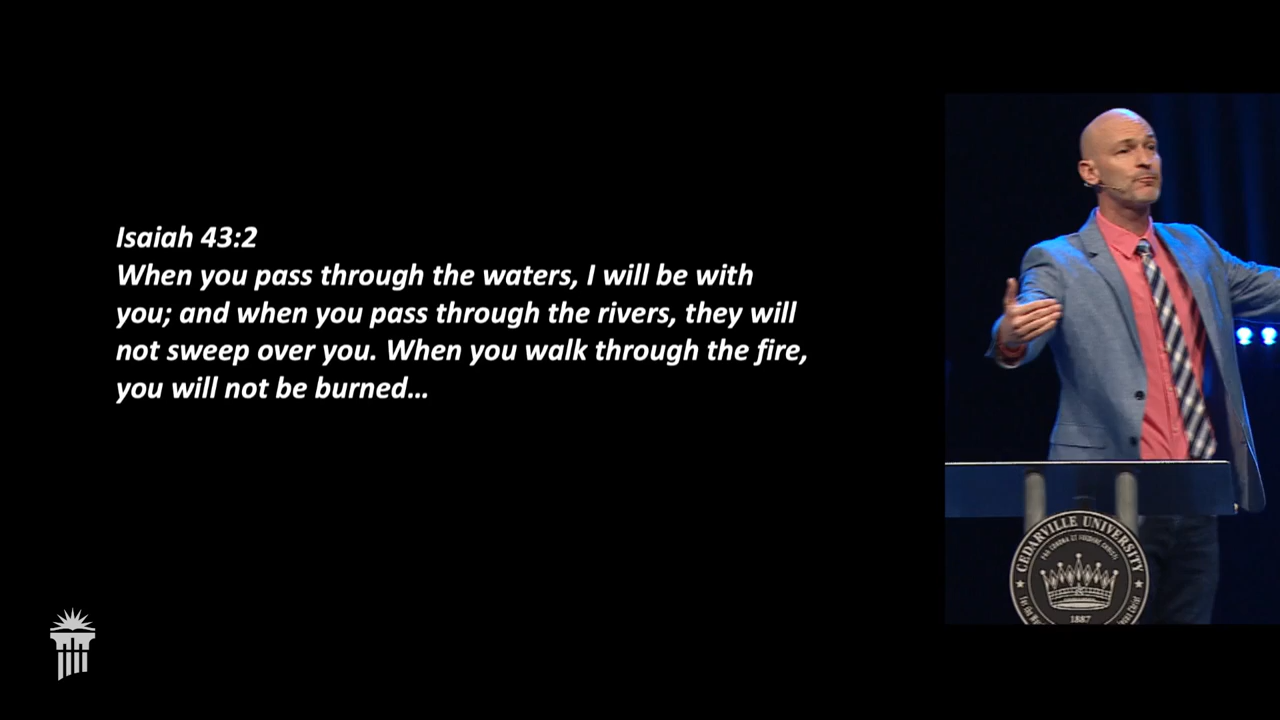 Isaiah 43:2
When you pass through the waters, I will be with
you; and when you pass through the rivers, they will
not sweep over you. When you walk through the fire,
you will not be burned...
CEDARVILLE UNIVERSITY
1887